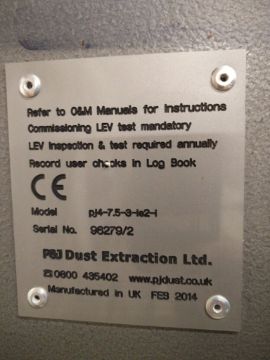 Refer to O&M Manuals for Instructions
Commissioning LEV test mandatory
LEV Inspection & test required annually
Record user checks in Log Book
CE
Model pj4-7.5-3-ie2-i
Serial No. 96279/2
P&J Dust Extraction Ltd.
☎0800 435402 www.pjdust.co.uk
Manufactured in UK FEB 2014